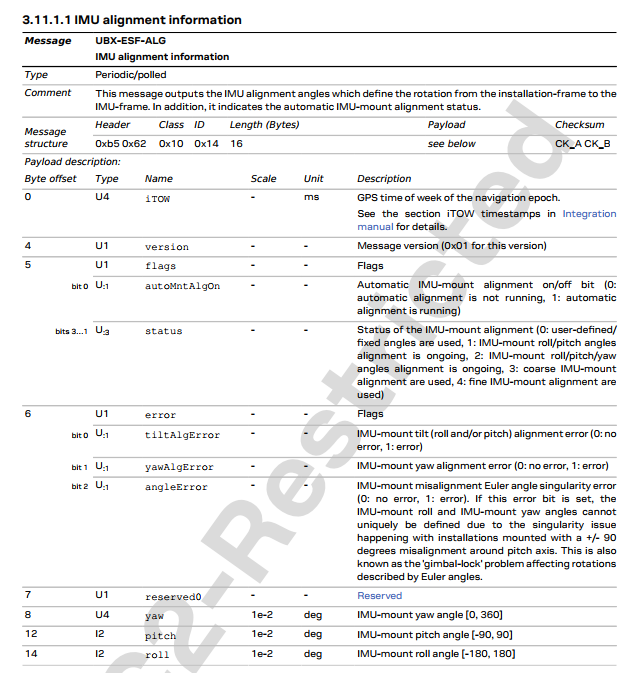 3.11.1.1 IMU alignment information
Message UBX-ESF-ALG
IMU alignment information
Type Periodic/polled
Comment This message outputs the IMU alignment angles which define the rotation from the installation-frame to the
IMU-frame. In addition, it indicates the automatic IMU-mount alignment status.
Message structure Header Class ID Length (Bytes) Payload Checksum
0xb5 0x62 0x10 0x14 16 see below CK_A CK_B
Payload description:
Byte offset Type Name Scale Unit Description
0 U4 iTOW - ms GPS time of week of the navigation epoch.
See the section iTOW timestamps in Integration
manual for details.
4 U1 version - - Message version (0x01 for this version)
5 U1 flags - - Flags
bit 0 U:1 autoMntAlgOn - - Automatic IMU-mount alignment on/off bit (0:
automatic alignment is not running, 1: automatic
alignment is running)
bits 3...1 U:3 status - - Status of the IMU-mount alignment (0: user-defined/
fixed angles are used, 1: IMU-mount roll/pitch angles
alignment is ongoing, 2: IMU-mount roll/pitch/yaw
angles alignment is ongoing, 3: coarse IMU-mount
alignment are used, 4: fine IMU-mount alignment are
used)
6 U1 error - - Flags
bit 0 U:1 tiltAlgError - - IMU-mount tilt (roll and/or pitch) alignment error (0: no
error, 1: error)
bit 1 U:1 yawAlgError - - IMU-mount yaw alignment error (0: no error, 1: error)
bit 2 U:1 angleError - - IMU-mount misalignment Euler angle singularity error
(0: no error, 1: error). If this error bit is set, the
IMU-mount roll and IMU-mount yaw angles cannot
uniquely be defined due to the singularity issue
happening with installations mounted with a +/- 90
degrees misalignment around pitch axis. This is also
known as the 'gimbal-lock' problem affecting rotations
described by Euler angles.
7 U1 reserved0 - - Reserved
8 U4 yaw 1e-2 deg IMU-mount yaw angle [0, 360]
12 I2 pitch 1e-2 deg IMU-mount pitch angle [-90, 90]
14 I2 roll 1e-2 deg IMU-mount roll angle [-180, 180]
C2-Restricted